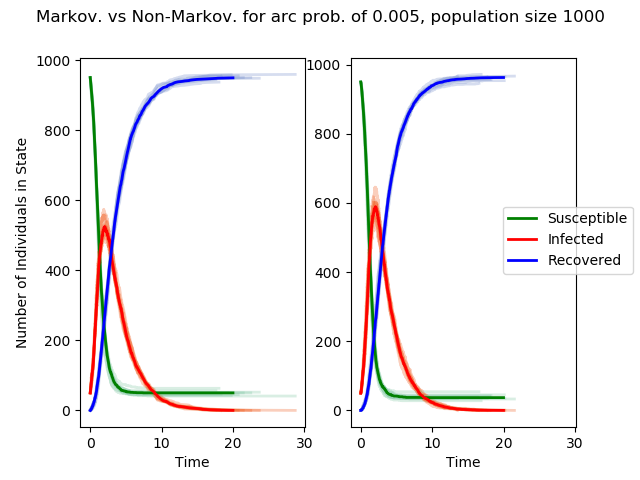 Markov. vs Non-Markov. for arc prob. of 0.005, population size 1000
Number of Individuals in State
1000
800
600
400
200
0
0 10 20 30
Time
1000
800
600
400
200
0
0 10 20 30
Time
Susceptible
Infected
Recovered